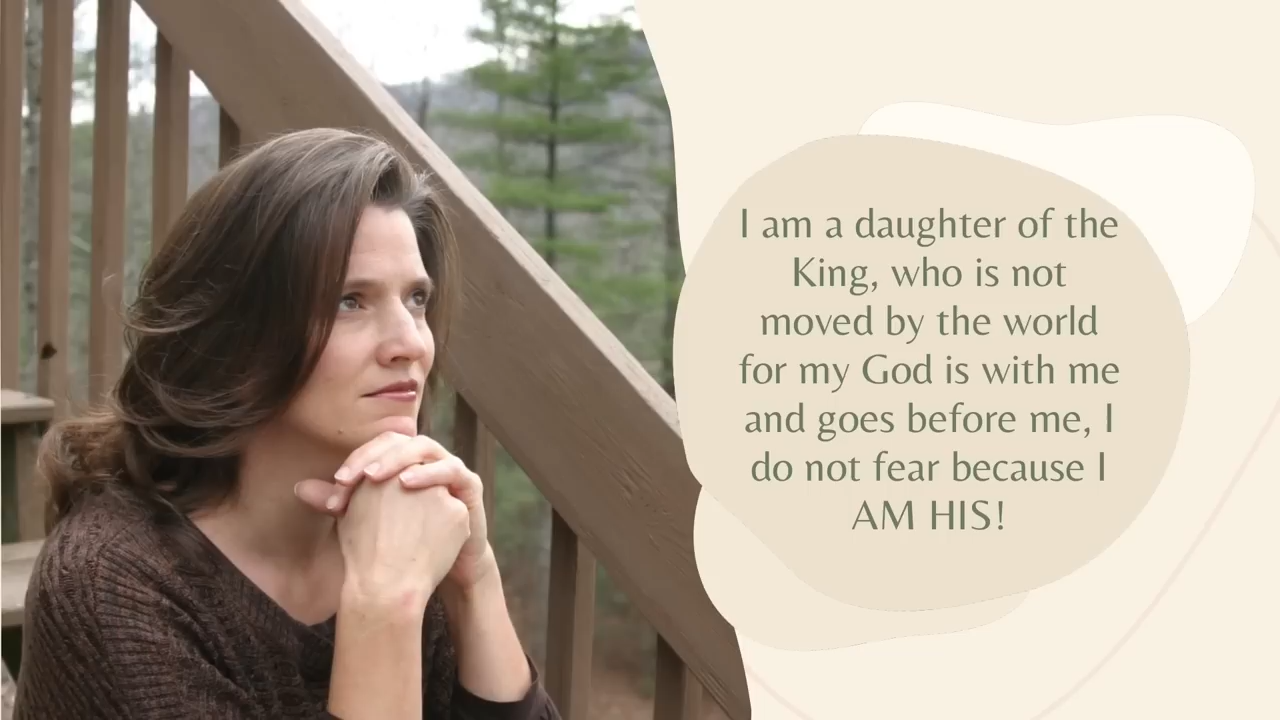 I am a daughter of the
King, who is not
moved by the world
for my God is with me
and goes before me, I
do not fear because I
AM HIS!